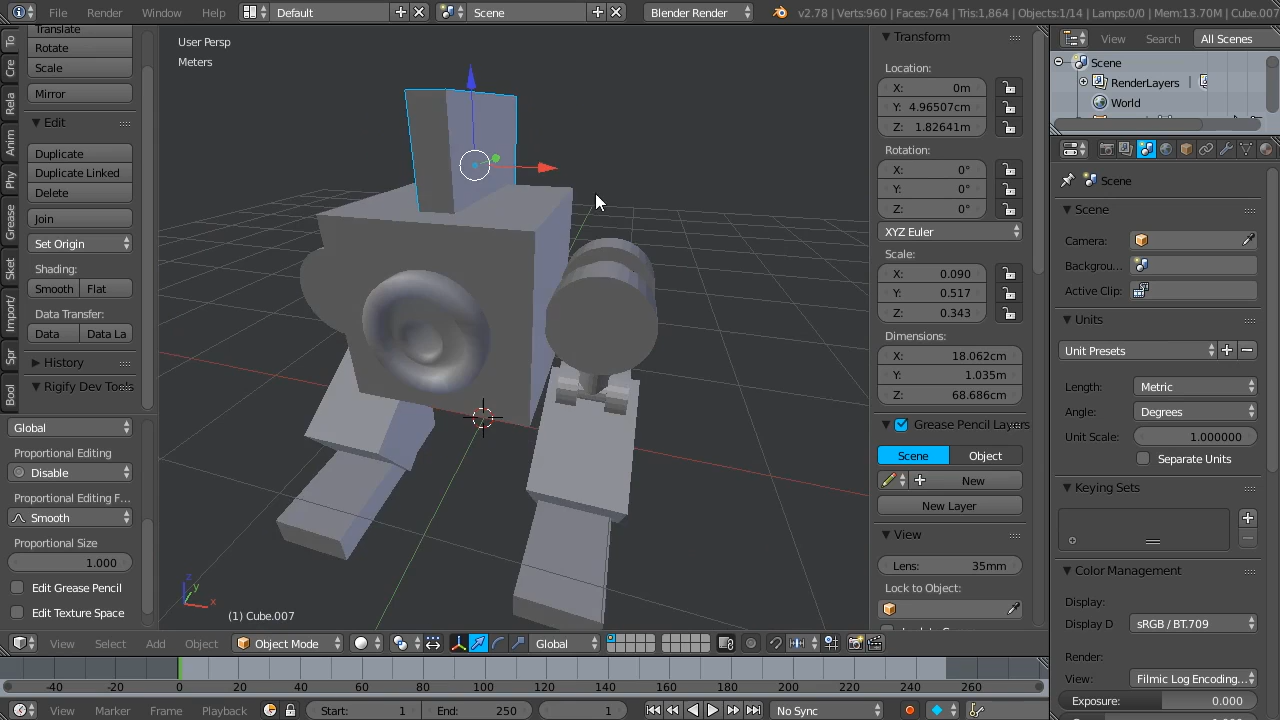 File Render Window Help Default Scene Blender Render v2.78 | Verts:960 | Faces:764 | Tris:1,864 | Objects:1/14 | Lamps:0/0 | Mem:13.70M | Cube.007
Translate
Rotate
Scale
Mirror
Edit
Duplicate
Duplicate Linked
Delete
Join
Set Origin
Shading:
Smooth Flat
Data Transfer:
Data Data La
History
Rigify Dev Tools
To
Cre
Rela
Anim
Phy
Grease
Sket
Import/
Spr
Bool
Global
Proportional Editing
Disable
Proportional Editing F...
Smooth
Proportional Size
1.000
Edit Grease Pencil
Edit Texture Space
User Persp
Meters
z
y
x
(1) Cube.007
Transform
Location:
X: 0m
Y: 4.96507cm
Z: 1.82641m
Rotation:
X: 0°
Y: 0°
Z: 0°
XYZ Euler
Scale:
X: 0.090
Y: 0.517
Z: 0.343
Dimensions:
X: 18.062cm
Y: 1.035m
Z: 68.686cm
Grease Pencil Layers
Scene Object
New
New Layer
View
Lens: 35mm
Lock to Object:
View Search All Scenes
Scene
RenderLayers
World
Scene
Scene
Camera:
Backgrou...
Active Clip:
Units
Unit Presets
Length: Metric
Angle: Degrees
Unit Scale: 1.000000
Separate Units
Keying Sets
Color Management
Display:
Display D sRGB / BT.709
Render:
View: Filmic Log Encoding...
Exposure: 0.000
View Select Add Object Object Mode Global
-40 -20 0 20 40 60 80 100 120 140 160 180 200 220 240 260
View Marker Frame Playback Start: 1 End: 250 1 No Sync